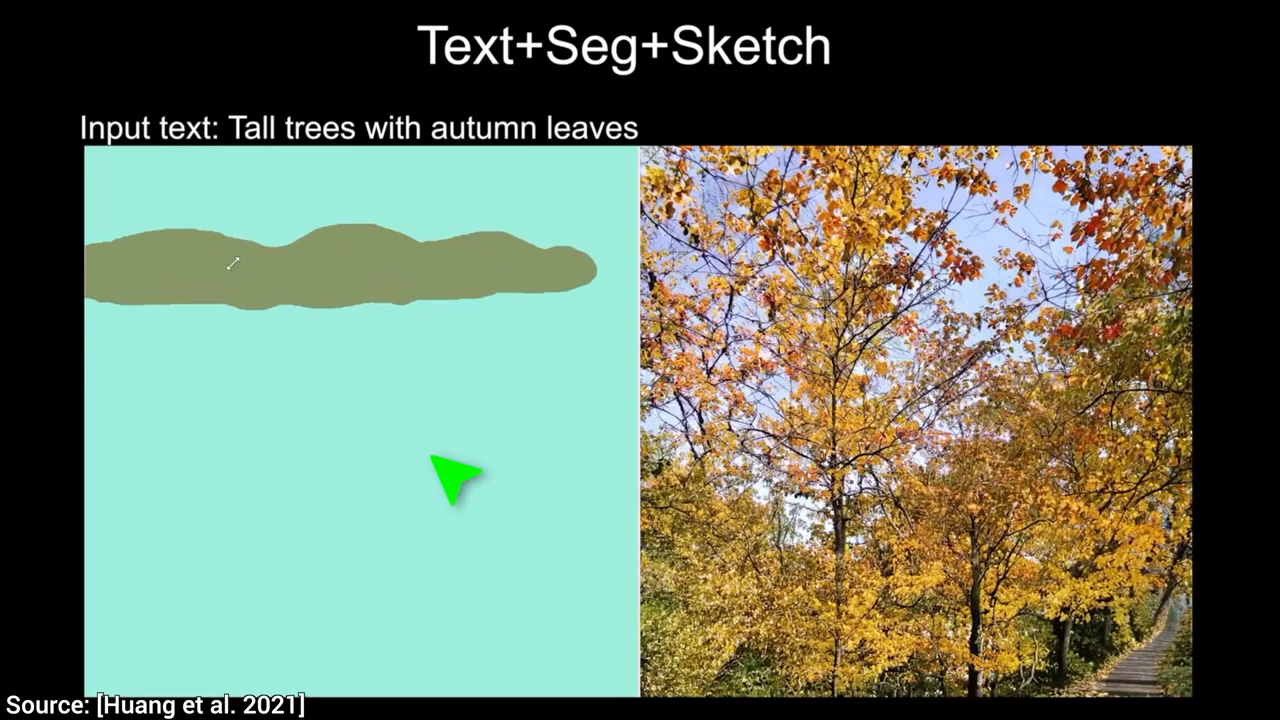 Text+Seg+Sketch
Input text: Tall trees with autumn leaves
Source: [Huang et al. 2021]